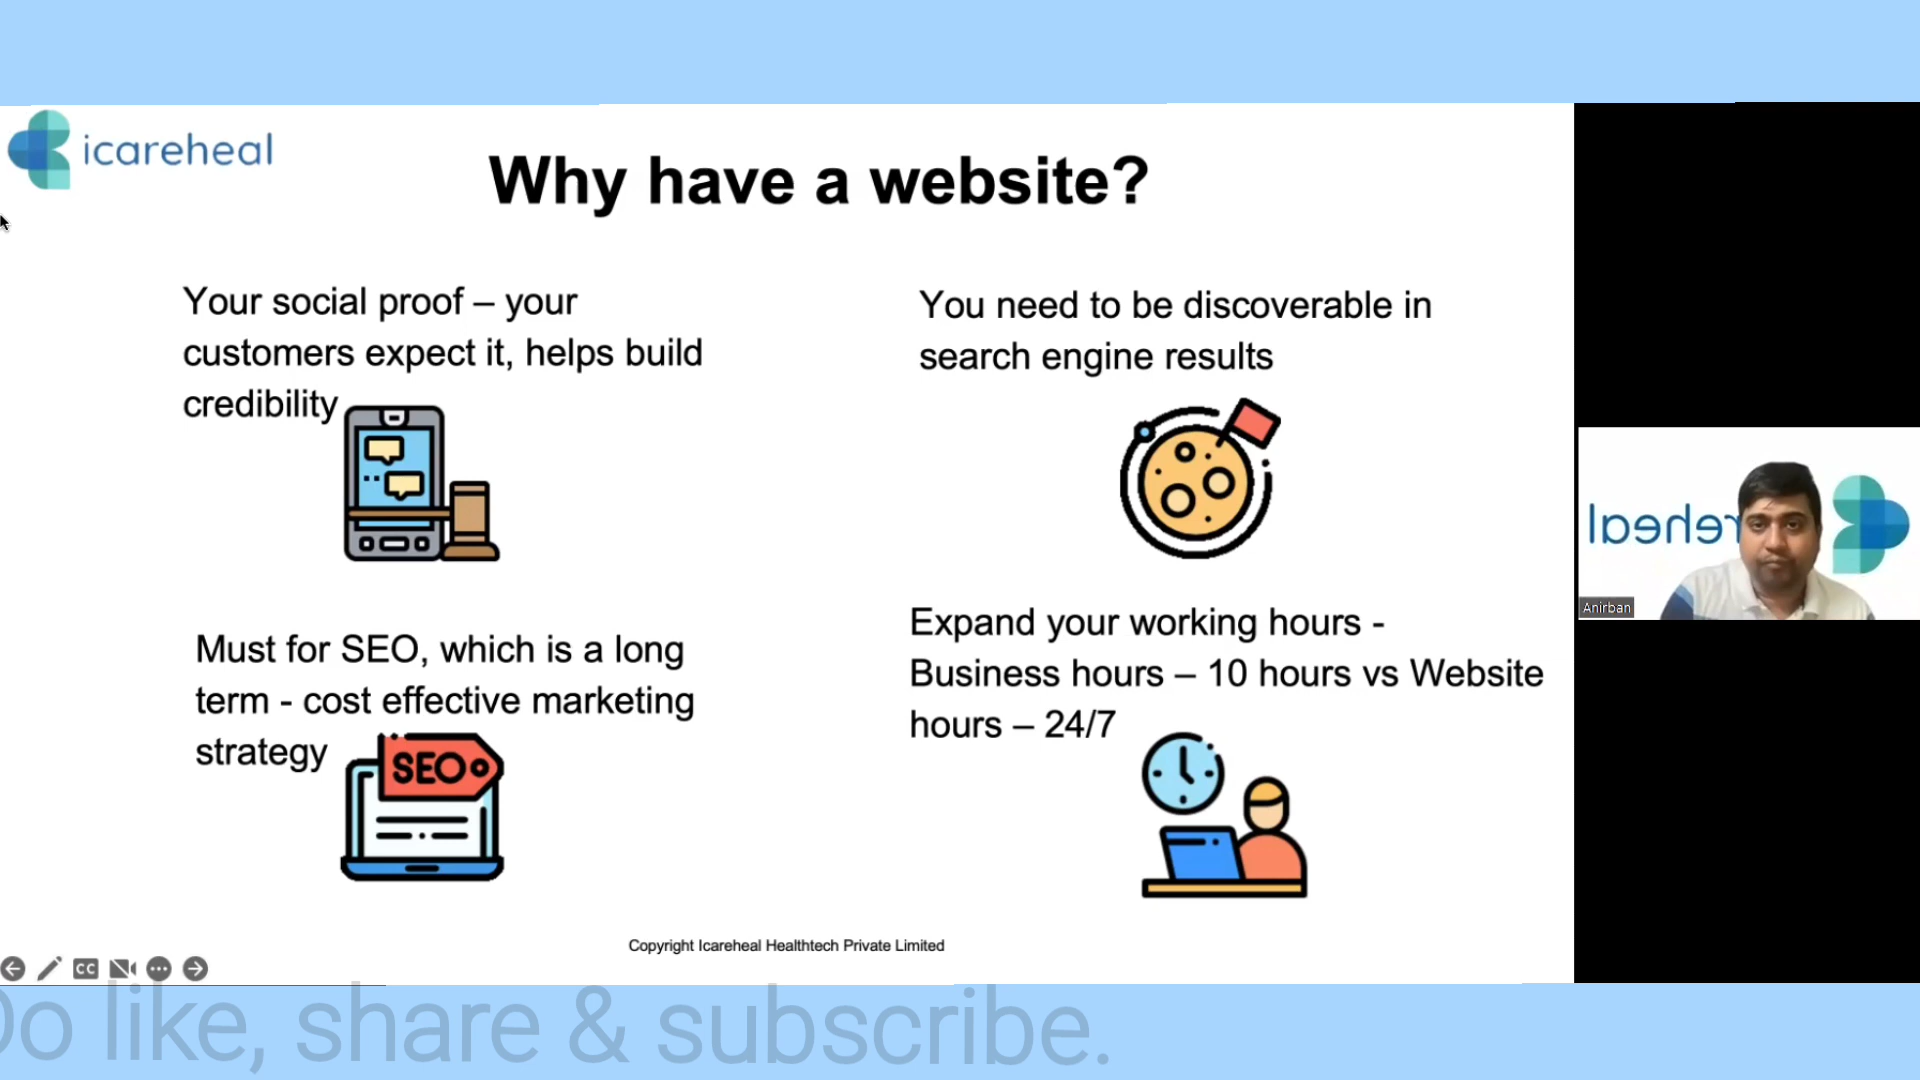 icareheal
Why have a website?
Your social proof – your
customers expect it, helps build
credibility
You need to be discoverable in
search engine results
Must for SEO, which is a long
term - cost effective marketing
strategy
SEO
Expand your working hours -
Business hours – 10 hours vs Website
hours – 24/7
reheal
Anirban
Copyright Icareheal Healthtech Private Limited
CC
Do like, share & subscribe.